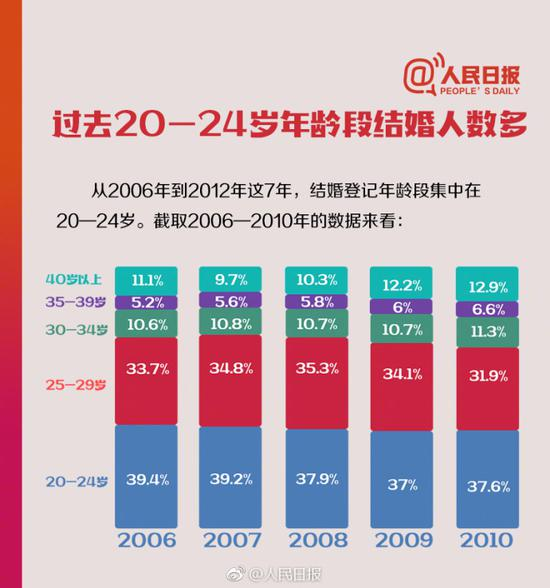 @人民日报
PEOPLE'S DAILY
过去20—24岁年龄段结婚人数多
从2006年到2012年这7年，结婚登记年龄段集中在
20—24岁。截取2006—2010年的数据来看：
40岁以上 11.1% 9.7% 10.3% 12.2% 12.9%
35—39岁 5.2% 5.6% 5.8% 6% 6.6%
30—34岁 10.6% 10.8% 10.7% 10.7% 11.3%
25—29岁 33.7% 34.8% 35.3% 34.1% 31.9%
20—24岁 39.4% 39.2% 37.9% 37% 37.6%
2006 2007 2008 2009 2010
@人民日报